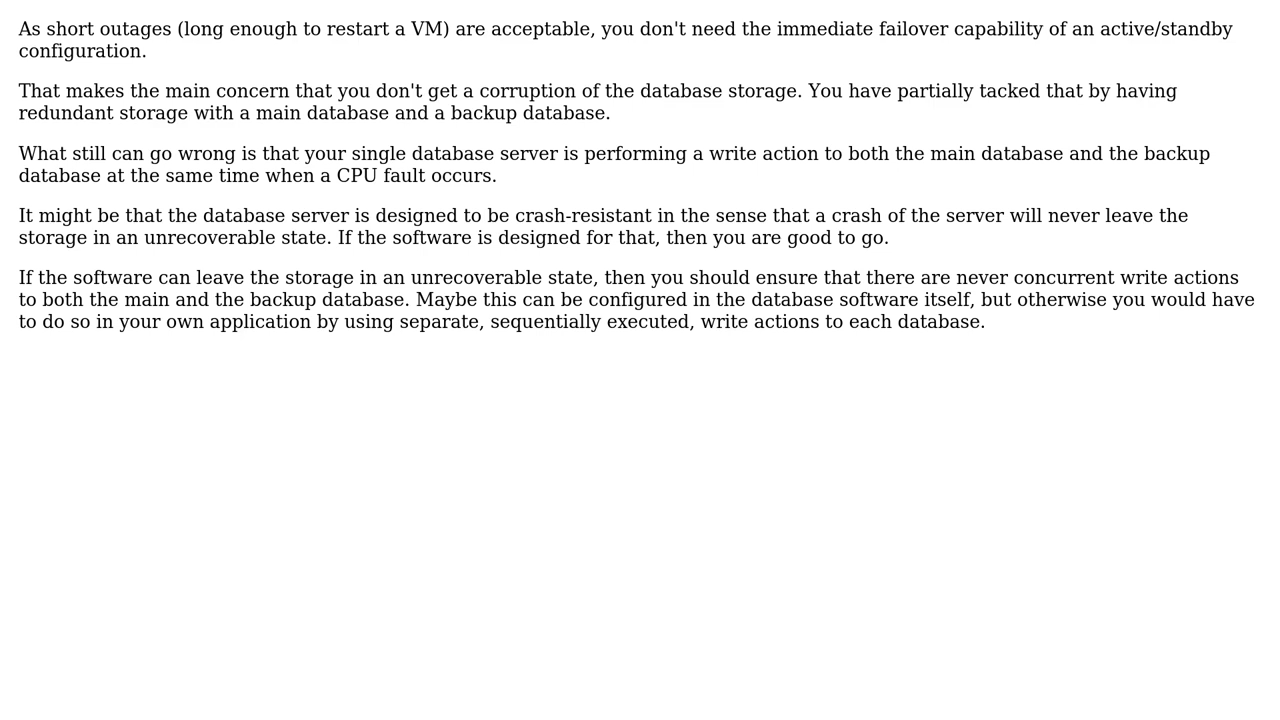 As short outages (long enough to restart a VM) are acceptable, you don't need the immediate failover capability of an active/standby
configuration.
That makes the main concern that you don't get a corruption of the database storage. You have partially tacked that by having
redundant storage with a main database and a backup database.
What still can go wrong is that your single database server is performing a write action to both the main database and the backup
database at the same time when a CPU fault occurs.
It might be that the database server is designed to be crash-resistant in the sense that a crash of the server will never leave the
storage in an unrecoverable state. If the software is designed for that, then you are good to go.
If the software can leave the storage in an unrecoverable state, then you should ensure that there are never concurrent write actions
to both the main and the backup database. Maybe this can be configured in the database software itself, but otherwise you would have
to do so in your own application by using separate, sequentially executed, write actions to each database.